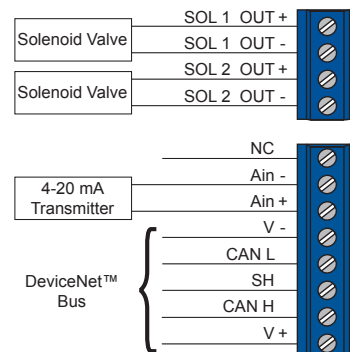 SOL 1 OUT +
Solenoid Valve
SOL 1 OUT -
SOL 2 OUT +
Solenoid Valve
SOL 2 OUT -
NC
Ain -
4-20 mA
Transmitter
Ain +
V -
CAN L
DeviceNet™
Bus
SH
CAN H
V +